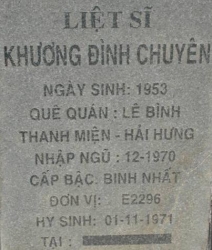 LIỆT SĨ
KHƯƠNG ĐÌNH CHUYÊN
NGÀY SINH: 1953
QUÊ QUÁN : LÊ BÌNH
THANH MIỆN - HẢI HƯNG
NHẬP NGŨ : 12-1970
CẤP BẬC. BINH NHẤT
ĐƠN VỊ: E2296
HY SINH: 01-11-1971
TẠI :